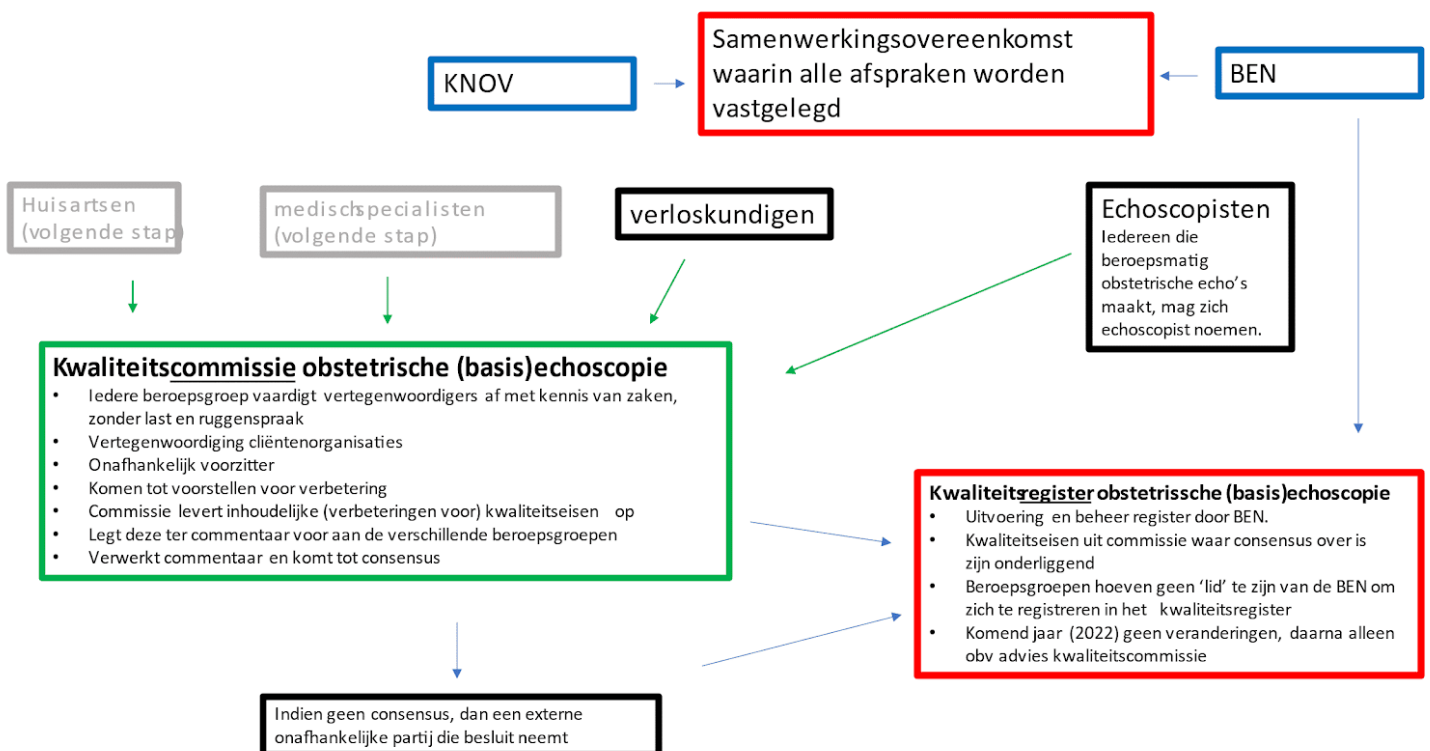 Samenwerkingsovereenkomst
waarin alle afspraken worden
vastgelegd
KNOV
BEN
Huisartsen
(volgende stap)
medisch specialisten
(volgende stap)
verloskundigen
Echoscopisten
Iedereen die
beroepsmatig
obstetrische echo's
maakt, mag zich
echoscopist noemen.
Kwaliteitscommissie obstetrische (basis)echoscopie
• Iedere beroepsgroep vaardigt vertegenwoordigers af met kennis van zaken,
zonder last en ruggenspraak
• Vertegenwoordiging cliëntenorganisaties
• Onafhankelijk voorzitter
• Komen tot voorstellen voor verbetering
• Commissie levert inhoudelijke (verbeteringen voor) kwaliteitseisen op
• Legt deze ter commentaar voor aan de verschillende beroepsgroepen
• Verwerkt commentaar en komt tot consensus
Kwaliteitsregister obstetrissche (basis)echoscopie
• Uitvoering en beheer register door BEN.
• Kwaliteitseisen uit commissie waar consensus over is
zijn onderliggend
• Beroepsgroepen hoeven geen 'lid' te zijn van de BEN om
zich te registreren in het kwaliteitsregister
• Komend jaar (2022) geen veranderingen, daarna alleen
obv advies kwaliteitscommissie
Indien geen consensus, dan een externe
onafhankelijke partij die besluit neemt